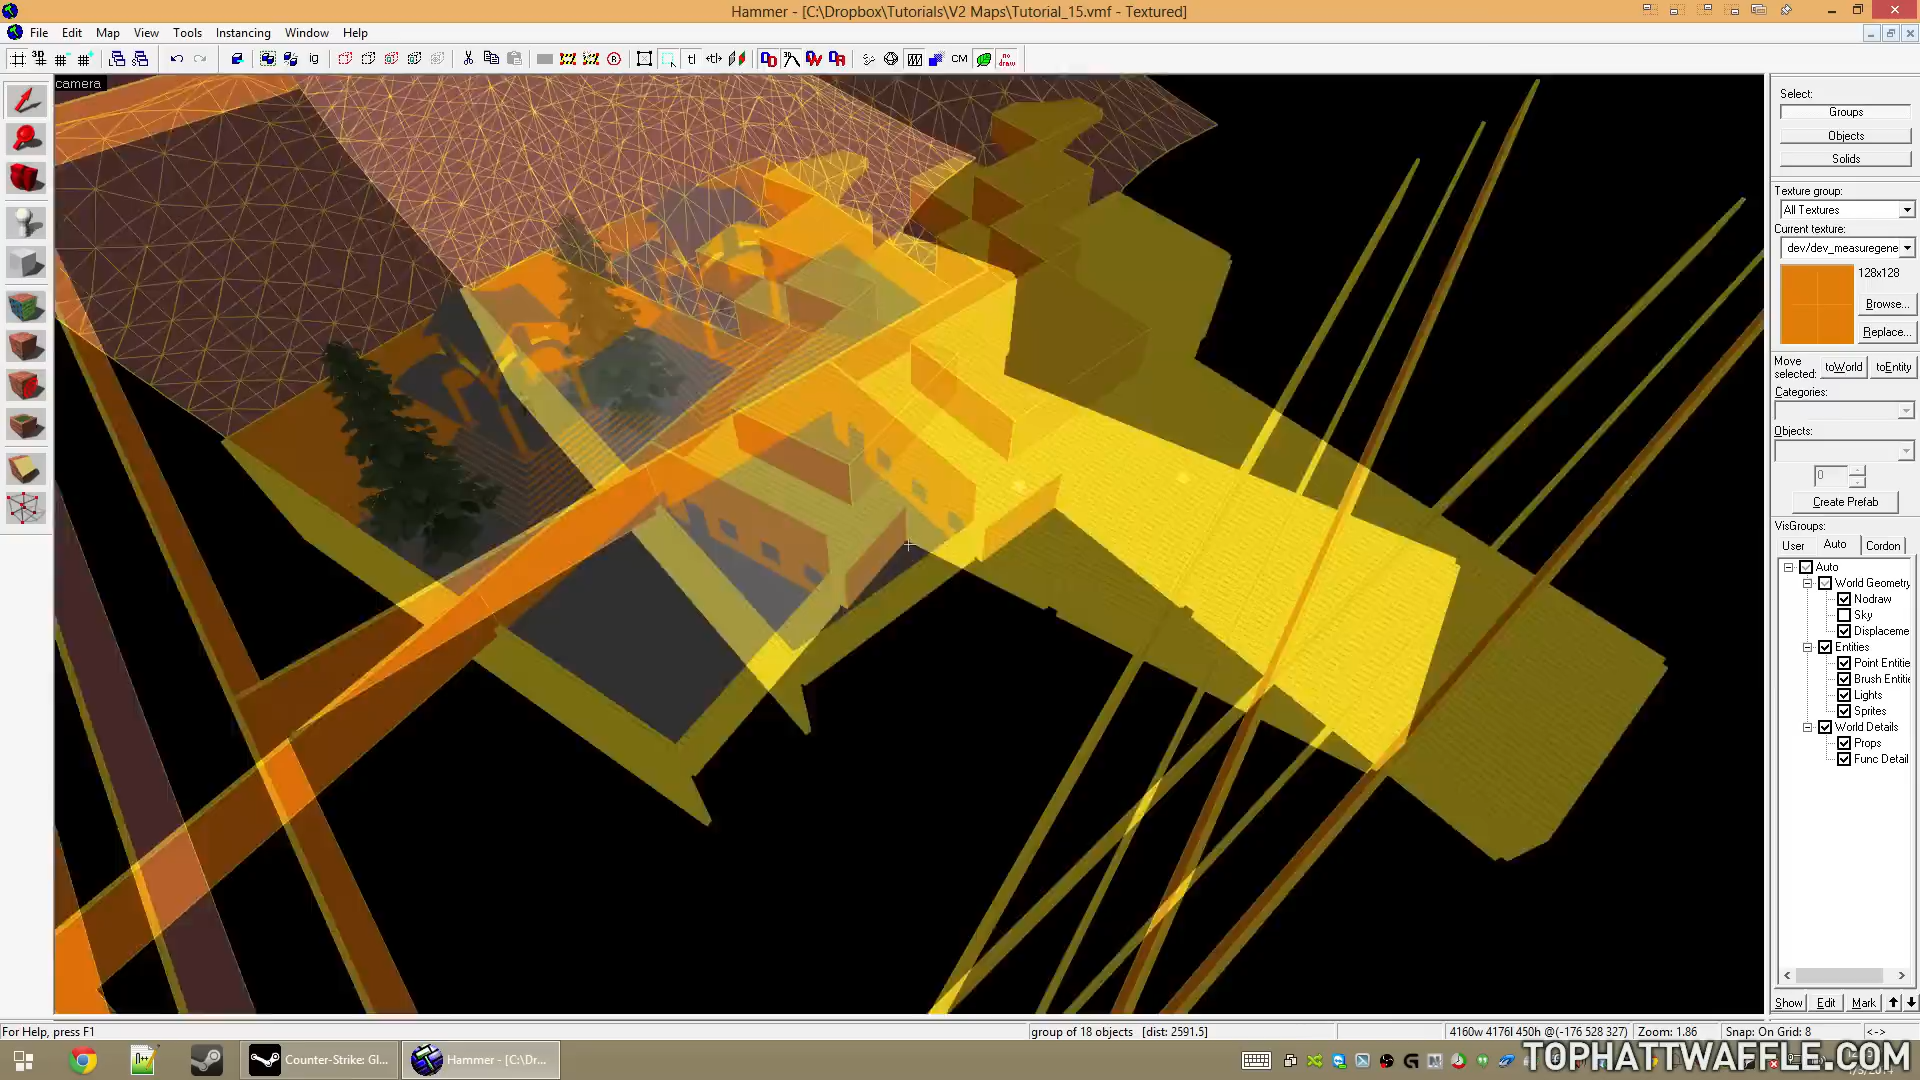 Hammer - [C:\Dropbox\Tutorials\V2 Maps\Tutorial_15.vmf - Textured]
File Edit Map View Tools Instancing Window Help
camera
Select:
Groups
Objects
Solids
Texture group:
All Textures
Current texture:
dev/dev_measuregene
128x128
Browse...
Replace...
Move selected:
toWorld
toEntity
Categories:
Objects:
0
Create Prefab
VisGroups:
User Auto Cordon
Auto
World Geometry
Nodraw
Sky
Displaceme
Entities
Point Entitie
Brush Entitie
Lights
Sprites
World Details
Props
Func Detail
Show Edit Mark
For Help, press F1
group of 18 objects [dist: 2591.5]
4160w 4176l 450h @(-176 528 327)
Zoom: 1.86
Snap: On Grid: 8
<->
Counter-Strike: Gl...
Hammer - [C:\Dr...
TOPHATTWAFFLE.COM